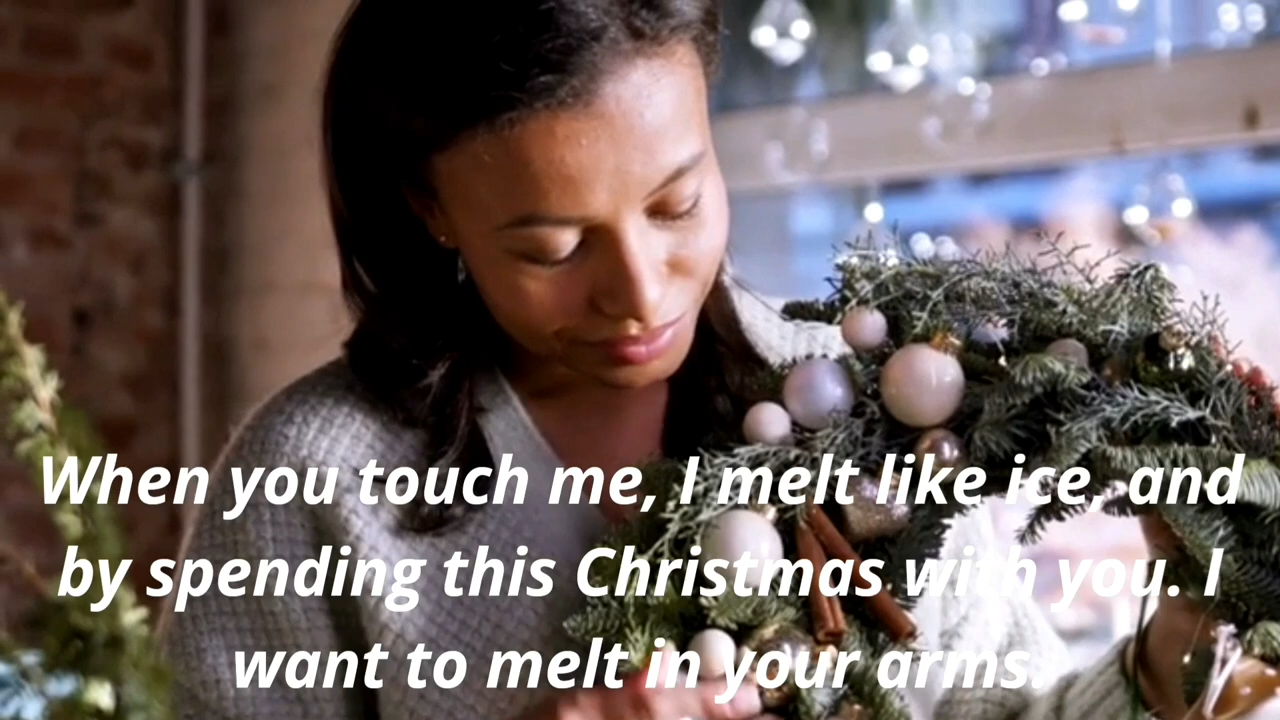 When you touch me, I melt like ice, and
by spending this Christmas with you. I
want to melt in your arms.